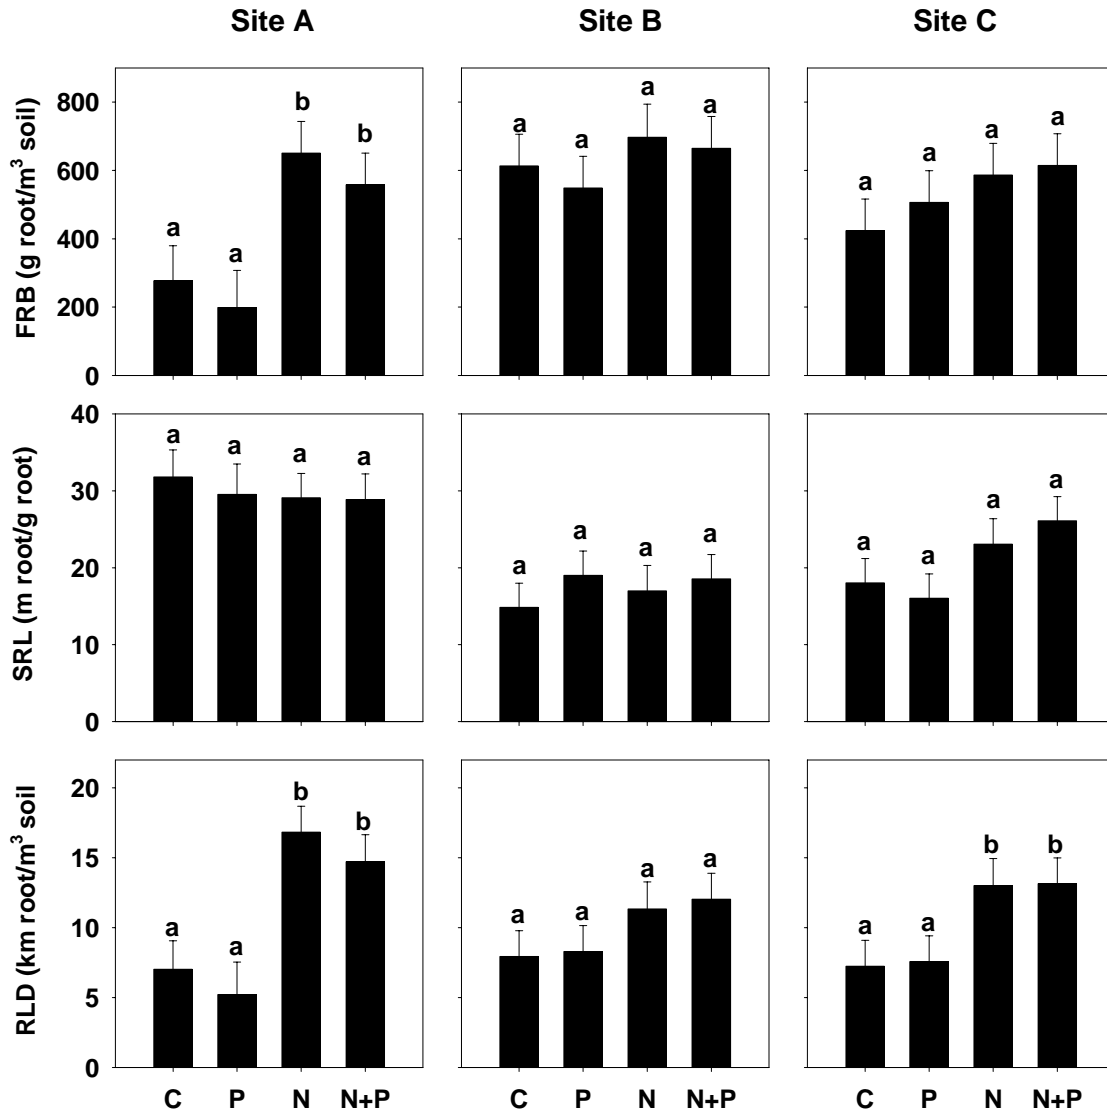 Site A Site B Site C
FRB (g root/m³ soil)
800
600
400
200
0
a a b b
a a a a
a a a a
SRL (m root/g root)
40
30
20
10
0
a a a a
a a a a
a a a a
RLD (km root/m³ soil
20
15
10
5
0
a a b b
a a a a
a a b b
C P N N+P
C P N N+P
C P N N+P